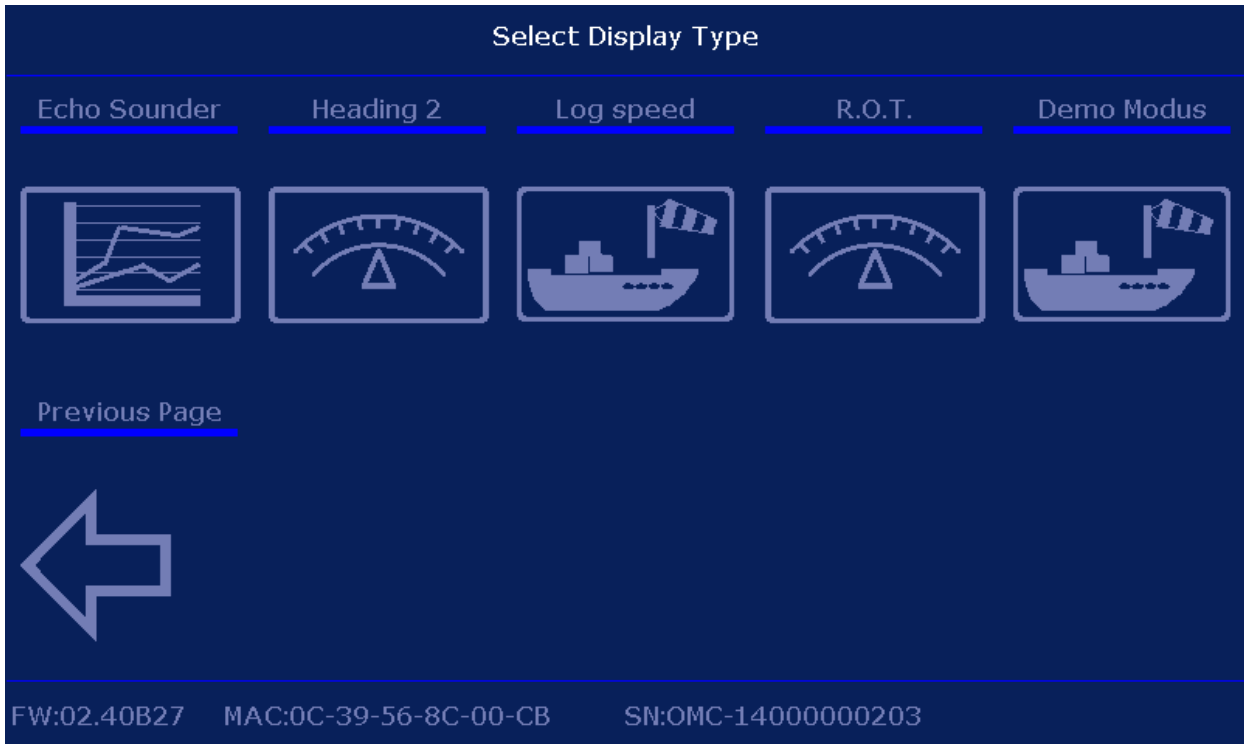 Select Display Type
Echo Sounder Heading 2 Log speed R.O.T. Demo Modus
Previous Page
FW:02.40B27 MAC:0C-39-56-8C-00-CB SN:OMC-14000000203